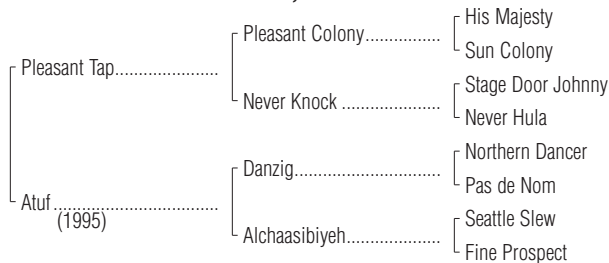 His Majesty
Pleasant Colony.................
Sun Colony
Pleasant Tap......................
Stage Door Johnny
Never Knock .....................
Never Hula
Northern Dancer
Danzig...............................
Pas de Nom
Atuf ...................................
(1995)
Seattle Slew
Alchaasibiyeh....................
Fine Prospect